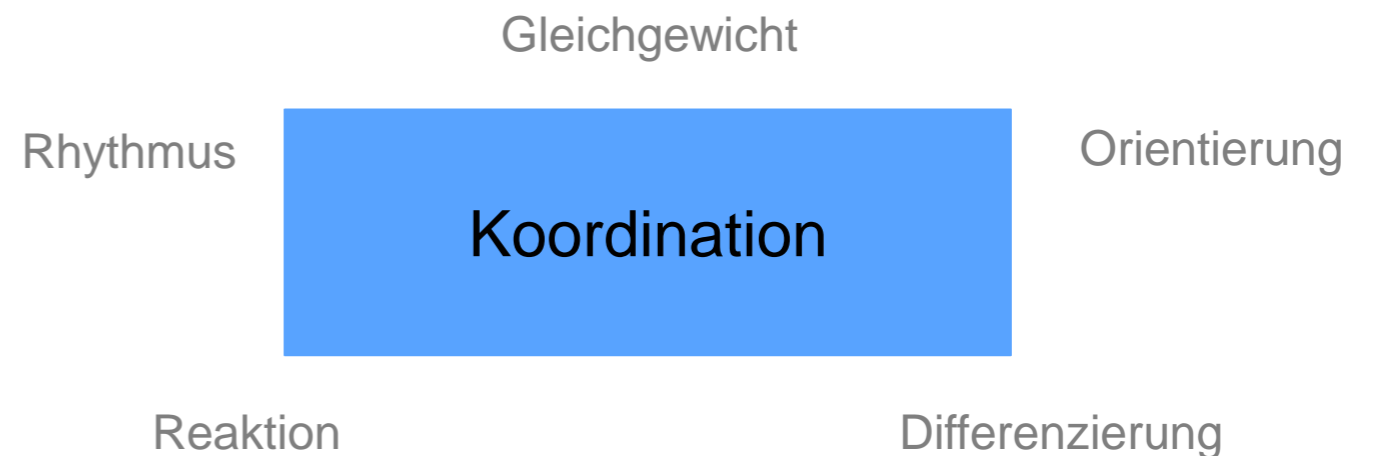 Gleichgewicht
Rhythmus
Orientierung
Koordination
Reaktion
Differenzierung